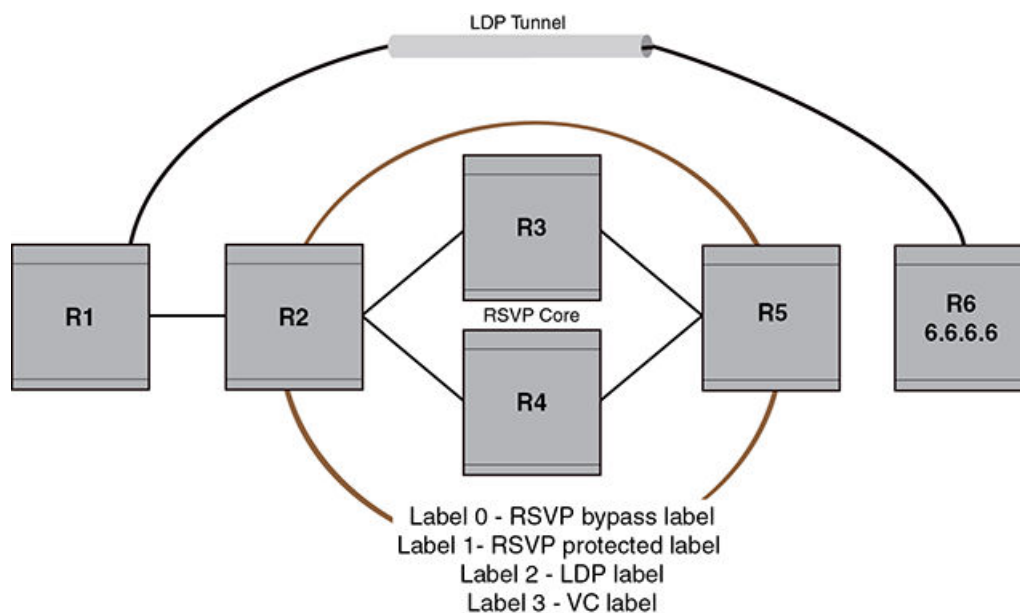 LDP Tunnel
R3
R1
R2
RSVP Core
R5
R6
6.6.6.6
R4
Label 0 - RSVP bypass label
Label 1- RSVP protected label
Label 2 - LDP label
Label 3 - VC label